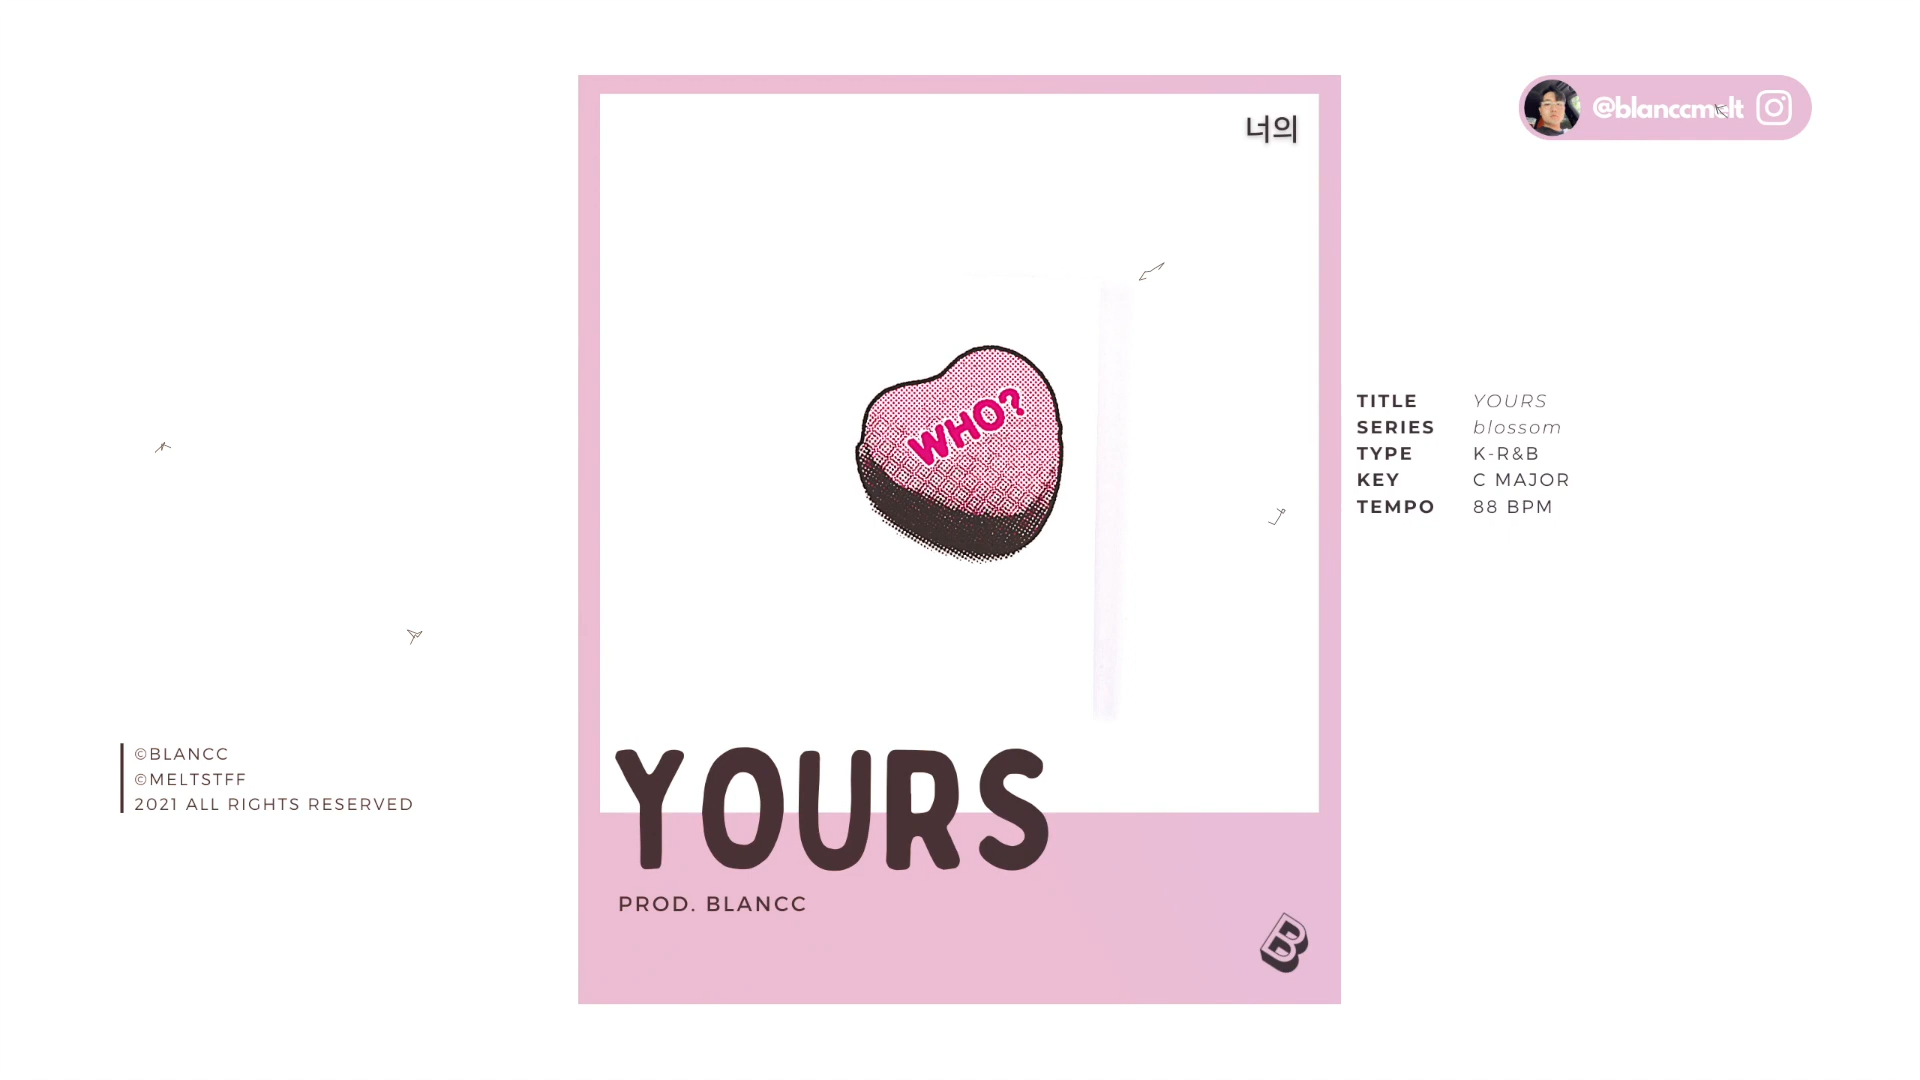 @blanccmelt
너의
WHO?
TITLE YOURS
SERIES blossom
TYPE K-R&B
KEY C MAJOR
TEMPO 88 BPM
©BLANCC
©MELTSTFF
2021 ALL RIGHTS RESERVED
YOURS
PROD. BLANCC
B